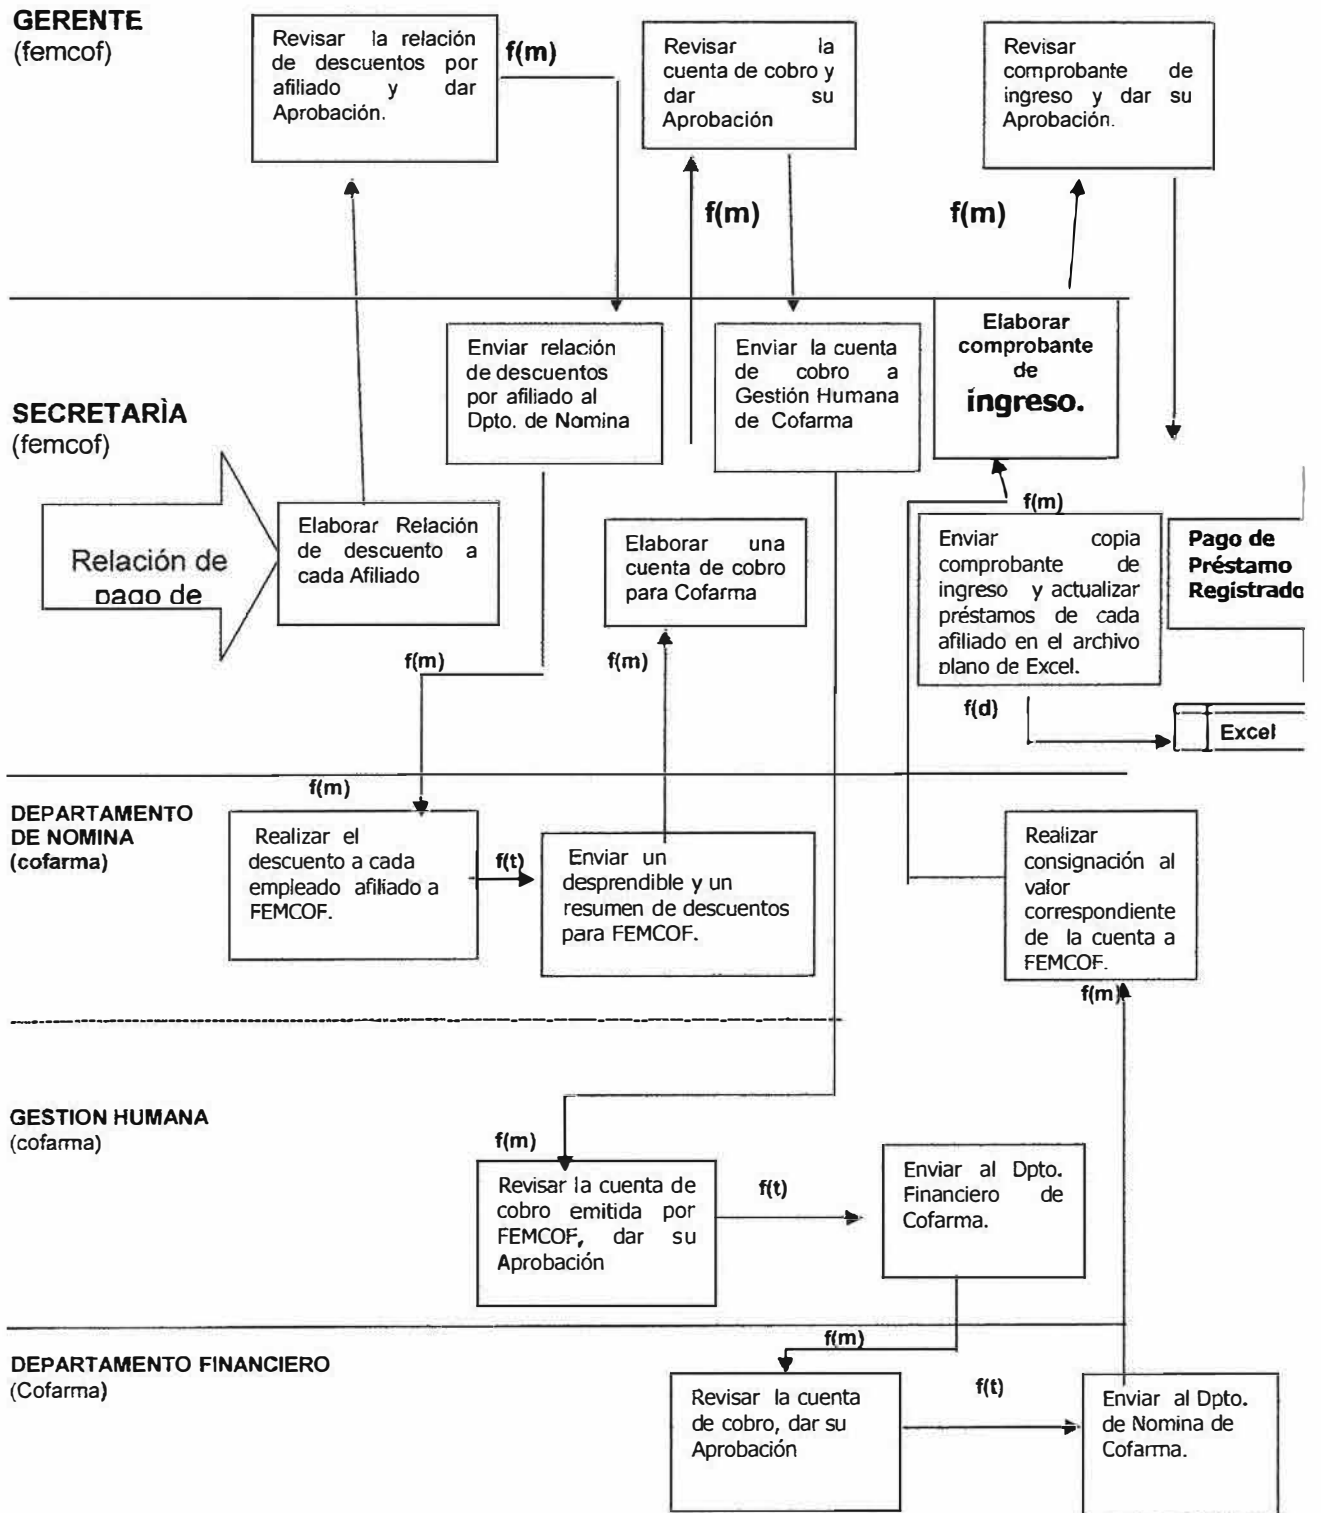 GERENTE
(femcof)
Revisar la relación
de descuentos por
afiliado y dar
Aprobación.
f(m)
Revisar la
cuenta de cobro y
dar su
Aprobación
Revisar
comprobante de
ingreso y dar su
Aprobación.
f(m)
f(m)
SECRETARÌA
(femcof)
Enviar relación
de descuentos
por afiliado al
Dpto. de Nomina
Enviar la cuenta
de cobro a
Gestión Humana
de Cofarma
Elaborar
comprobante
de
ingreso.
Relación de
pago de
Elaborar Relación
de descuento a
cada Afiliado
Elaborar una
cuenta de cobro
para Cofarma
f(m)
Enviar copia
comprobante de
ingreso y actualizar
préstamos de cada
afiliado en el archivo
plano de Excel.
Pago de
Préstamo
Registrado
f(m)
f(m)
f(d)
Excel
f(m)
DEPARTAMENTO
DE NOMINA
(cofarma)
Realizar el
descuento a cada
empleado afiliado a
FEMCOF.
f(t)
Enviar un
desprendible y un
resumen de descuentos
para FEMCOF.
Realizar
consignación al
valor
correspondiente
de la cuenta a
FEMCOF.
f(m)
GESTION HUMANA
(cofarma)
f(m)
Revisar la cuenta de
cobro emitida por
FEMCOF, dar su
Aprobación
f(t)
Enviar al Dpto.
Financiero de
Cofarma.
f(m)
DEPARTAMENTO FINANCIERO
(Cofarma)
Revisar la cuenta
de cobro, dar su
Aprobación
f(t)
Enviar al Dpto.
de Nomina de
Cofarma.